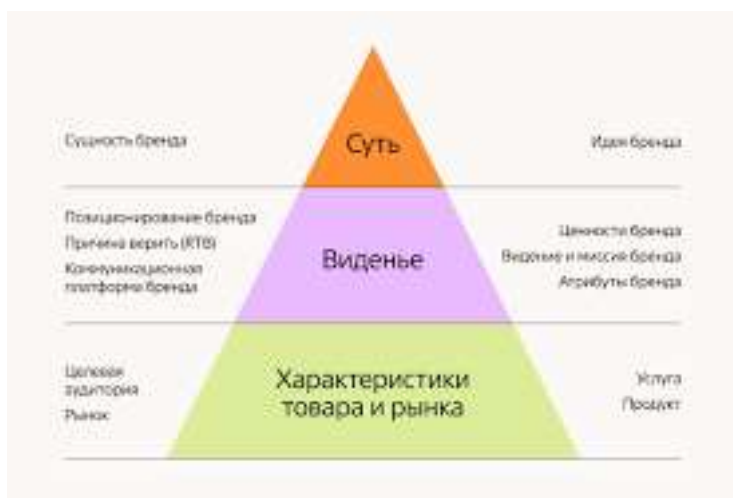 Сущность бренда
Суть
Идея бренда
Позиционирование бренда
Причина верить (RTB)
Коммуникационная
платформа бренда
Виденье
Ценности бренда
Видение и миссия бренда
Атрибуты бренда
Целевая
аудитория
Рынок
Характеристики
товара и рынка
Услуга
Продукт